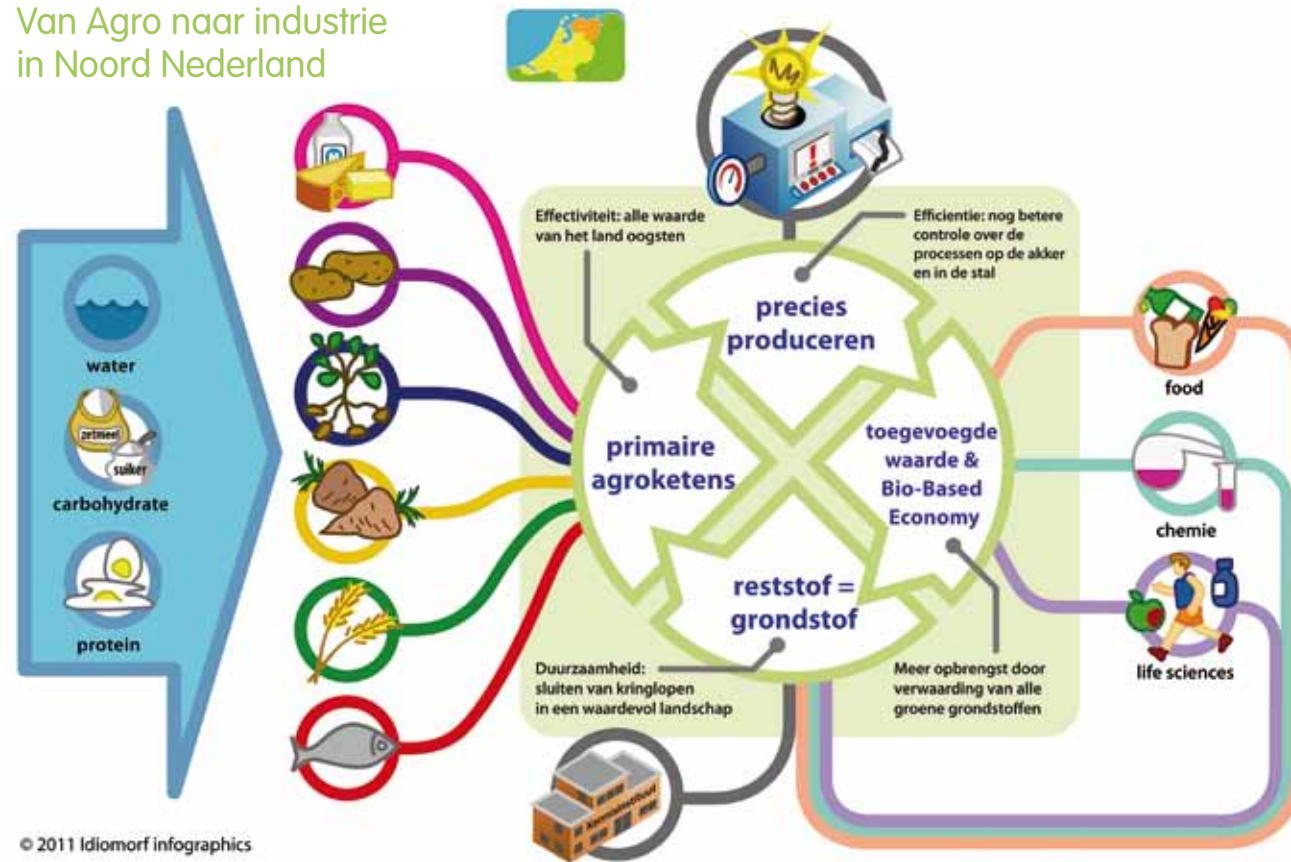 Van Agro naar industrie
in Noord Nederland
water
zetmeel
suiker
carbohydrate
protein
M
Effectiviteit: alle waarde
van het land oogsten
Efficientie: nog betere
controle over de
processen op de akker
en in de stal
precies
produceren
primaire
agroketens
toegevoegde
waarde &
Bio-Based
Economy
reststof =
grondstof
Duurzaamheid:
sluiten van kringlopen
in een waardevol landschap
Meer opbrengst door
verwaarding van alle
groene grondstoffen
food
chemie
life sciences
Kennisinstituut
© 2011 Idiomorf infographics